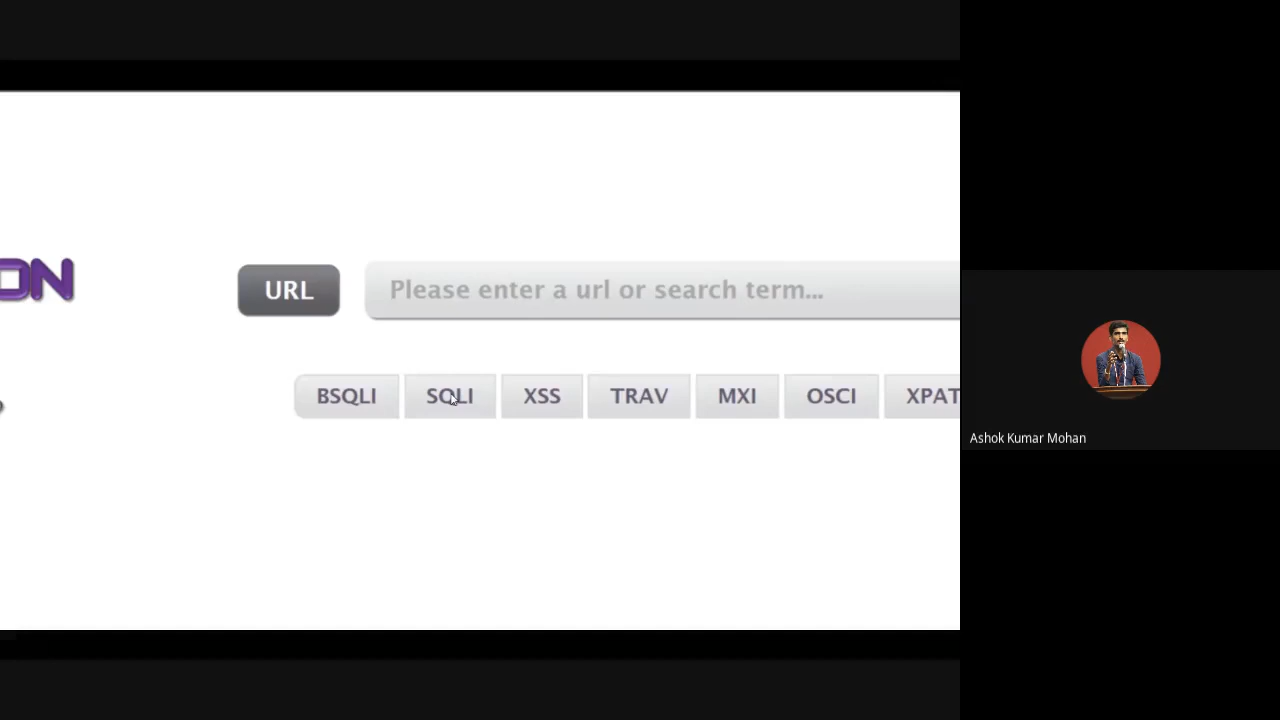 ON
URL
Please enter a url or search term...
BSQLI SQLI XSS TRAV MXI OSCI XPAT
Ashok Kumar Mohan